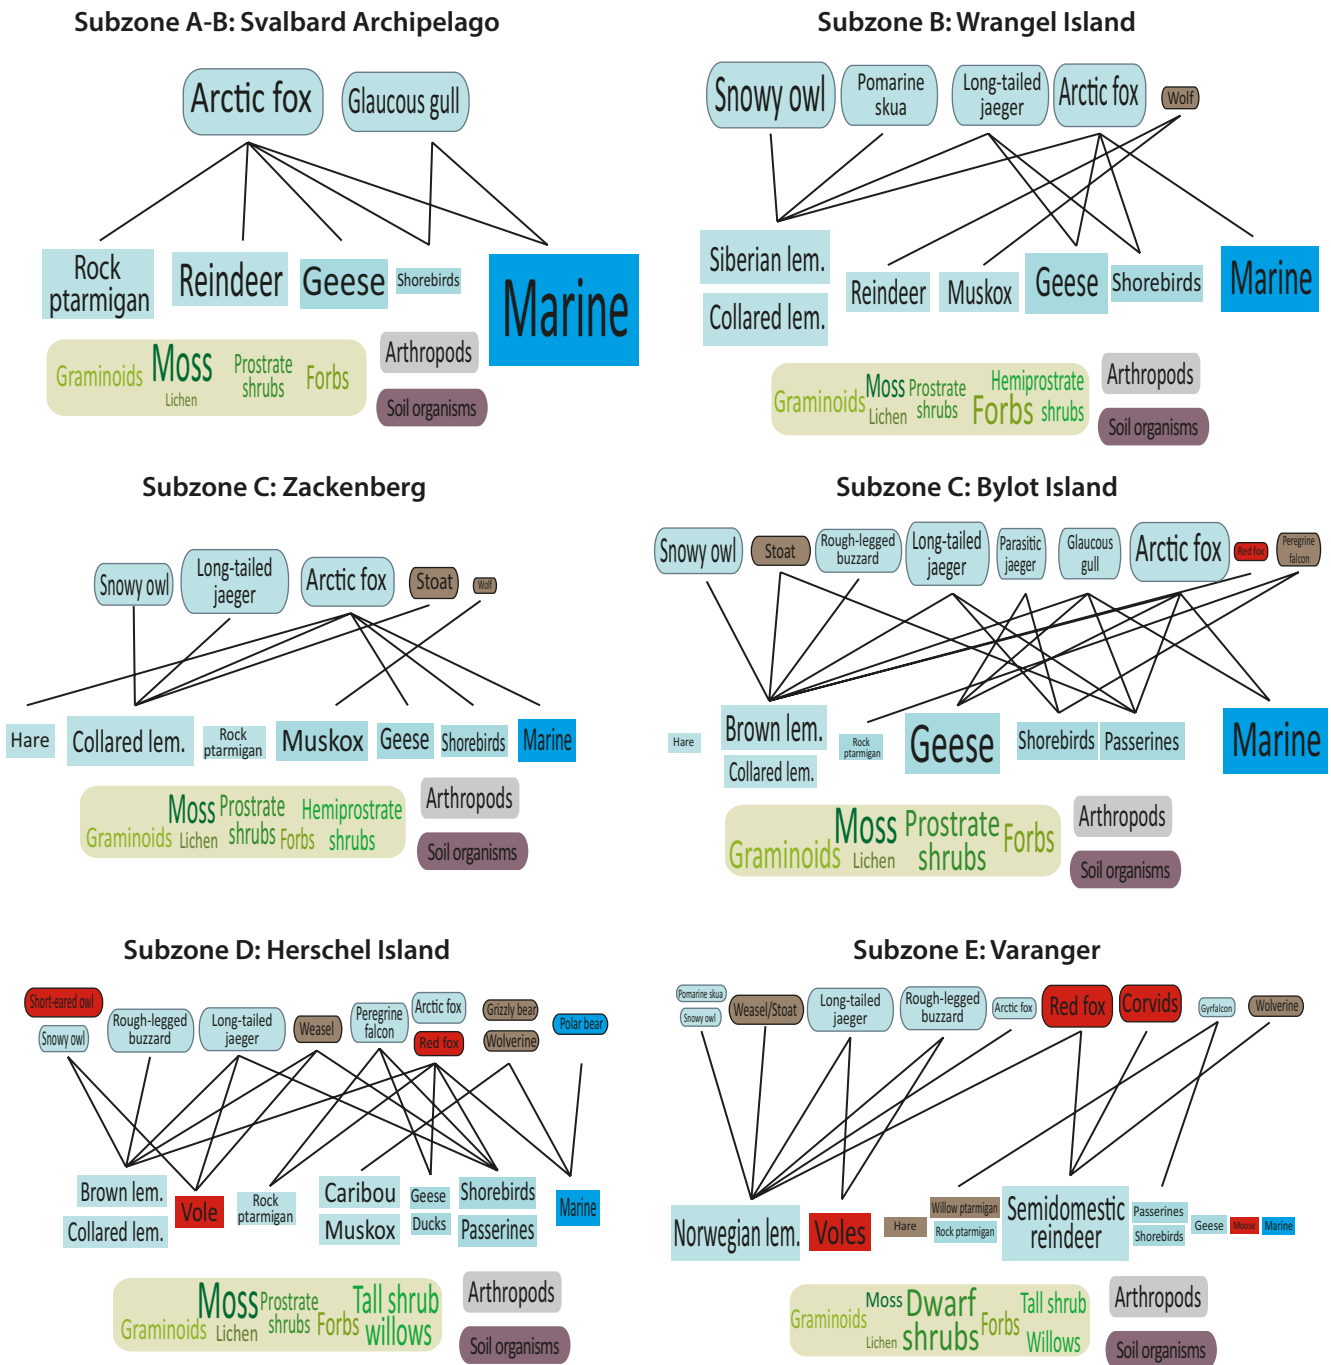 Subzone A-B: Svalbard Archipelago
Arctic fox
Glaucous gull
Rock
ptarmigan
Reindeer
Geese
Shorebirds
Marine
Graminoids
Moss
Lichen
Prostrate
shrubs
Forbs
Arthropods
Soil organisms
Subzone B: Wrangel Island
Snowy owl
Pomarine
skua
Long-tailed
jaeger
Arctic fox
Wolf
Siberian lem.
Collared lem.
Reindeer
Muskox
Geese
Shorebirds
Marine
Graminoids
Moss
Lichen
Prostrate
shrubs
Forbs
Hemiprostrate
shrubs
Arthropods
Soil organisms
Subzone C: Zackenberg
Snowy owl
Long-tailed
jaeger
Arctic fox
Stoat
Wolf
Hare
Collared lem.
Rock
ptarmigan
Muskox
Geese
Shorebirds
Marine
Graminoids
Moss
Lichen
Prostrate
shrubs
Forbs
Hemiprostrate
shrubs
Arthropods
Soil organisms
Subzone C: Bylot Island
Snowy owl
Stoat
Rough-legged
buzzard
Long-tailed
jaeger
Parasitic
jaeger
Glaucous
gull
Arctic fox
Red fox
Peregrine
falcon
Hare
Brown lem.
Collared lem.
Rock
ptarmigan
Geese
Shorebirds
Passerines
Marine
Graminoids
Moss
Lichen
Prostrate
shrubs
Forbs
Arthropods
Soil organisms
Subzone D: Herschel Island
Short-eared owl
Snowy owl
Rough-legged
buzzard
Long-tailed
jaeger
Weasel
Peregrine
falcon
Arctic fox
Red fox
Grizzly bear
Wolverine
Polar bear
Brown lem.
Collared lem.
Vole
Rock
ptarmigan
Caribou
Muskox
Geese
Ducks
Shorebirds
Passerines
Marine
Graminoids
Moss
Lichen
Prostrate
shrubs
Forbs
Tall shrub
willows
Arthropods
Soil organisms
Subzone E: Varanger
Pomarine skua
Snowy owl
Weasel/Stoat
Long-tailed
jaeger
Rough-legged
buzzard
Arctic fox
Red fox
Corvids
Gyrfalcon
Wolverine
Norwegian lem.
Voles
Hare
Willow ptarmigan
Rock ptarmigan
Semidomestic
reindeer
Passerines
Shorebirds
Geese
Moose
Marine
Graminoids
Moss
Lichen
Dwarf
shrubs
Forbs
Tall shrub
Willows
Arthropods
Soil organisms